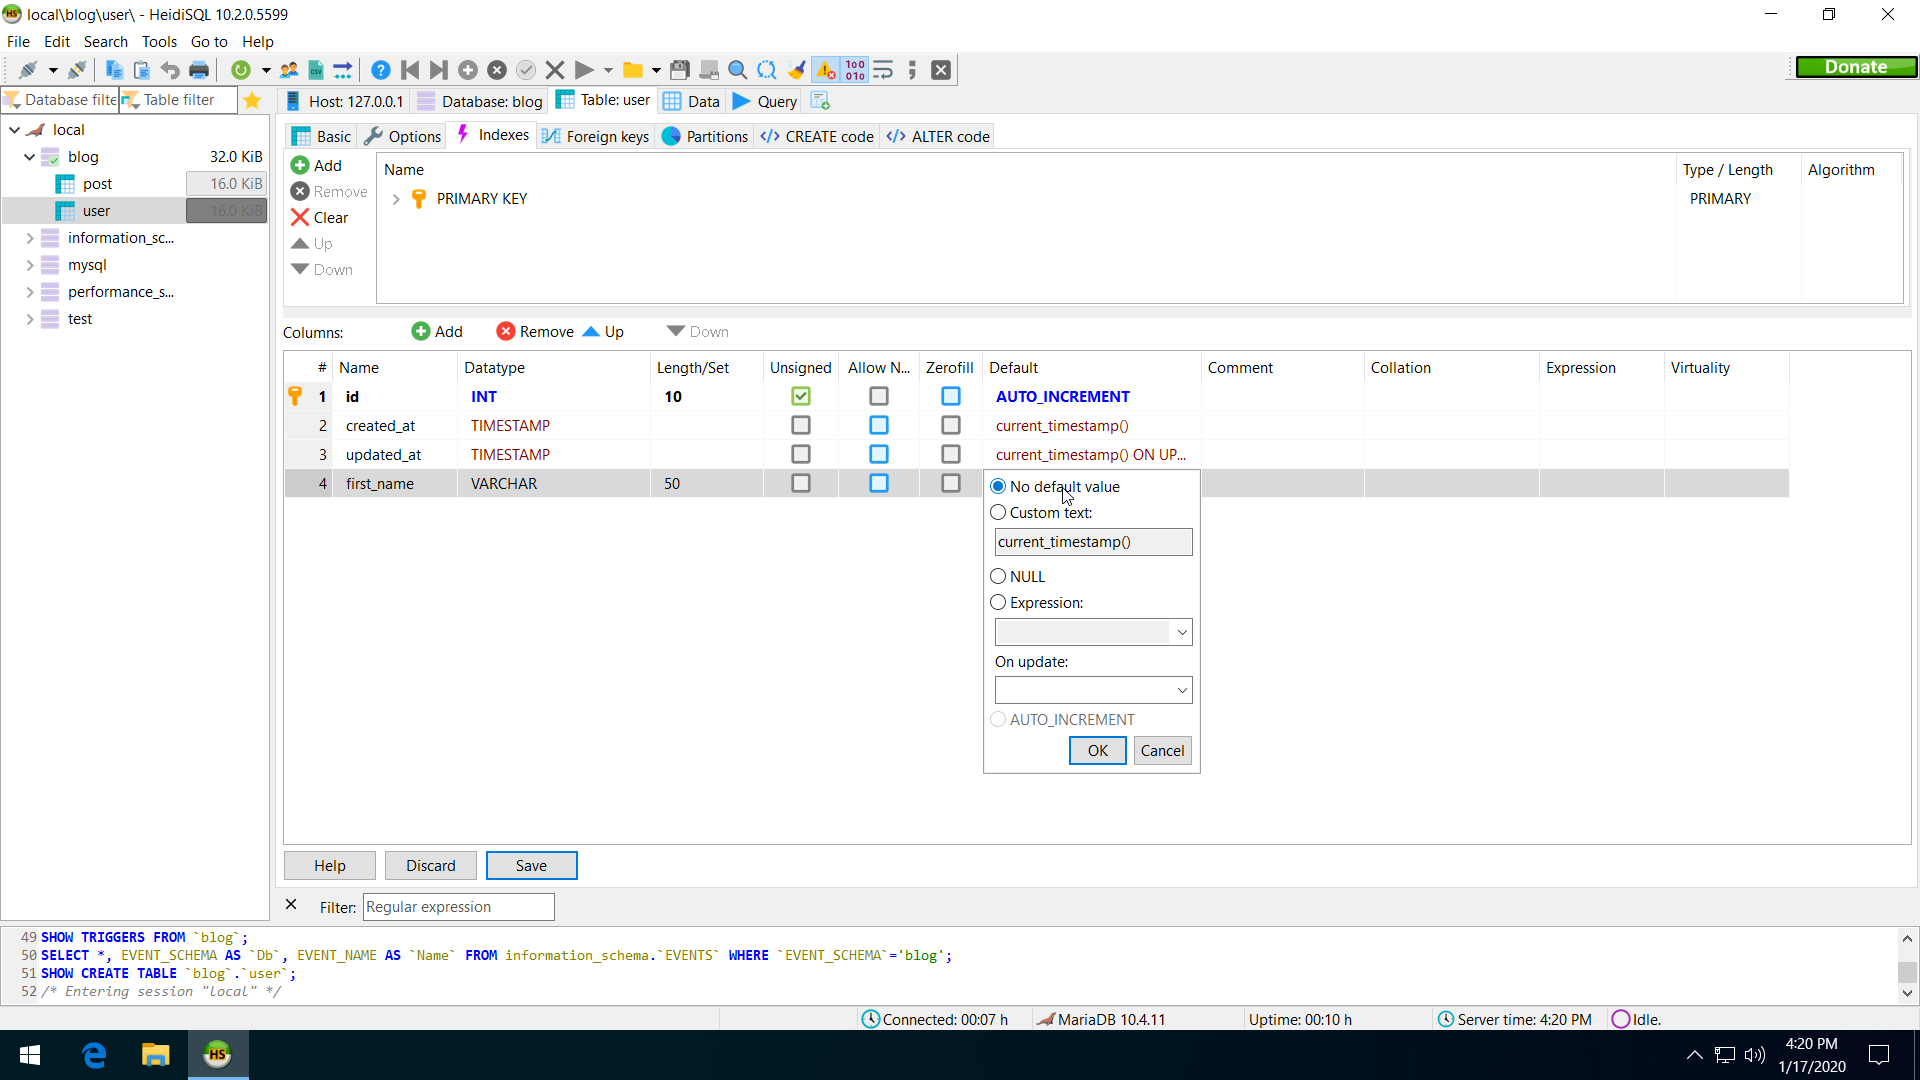 local\blog\user\ - HeidiSQL 10.2.0.5599
File Edit Search Tools Go to Help
Donate
Database filte Table filter
Host: 127.0.0.1 Database: blog Table: user Data Query
local
blog 32.0 KiB
post 16.0 KiB
user 16.0 KiB
information_sc...
mysql
performance_s...
test
Basic Options Indexes Foreign keys Partitions CREATE code ALTER code
Add
Remove
Clear
Up
Down
Name Type / Length Algorithm
PRIMARY KEY PRIMARY
Columns: Add Remove Up Down
# Name Datatype Length/Set Unsigned Allow N... Zerofill Default Comment Collation Expression Virtuality
1 id INT 10 AUTO_INCREMENT
2 created_at TIMESTAMP current_timestamp()
3 updated_at TIMESTAMP current_timestamp() ON UP...
4 first_name VARCHAR 50
No default value
Custom text:
current_timestamp()
NULL
Expression:
On update:
AUTO_INCREMENT
OK Cancel
Help Discard Save
Filter: Regular expression
49 SHOW TRIGGERS FROM `blog`;
50 SELECT *, EVENT_SCHEMA AS `Db`, EVENT_NAME AS `Name` FROM information_schema.`EVENTS` WHERE `EVENT_SCHEMA`='blog';
51 SHOW CREATE TABLE `blog`.`user`;
52 /* Entering session "local" */
Connected: 00:07 h MariaDB 10.4.11 Uptime: 00:10 h Server time: 4:20 PM Idle.
HS
4:20 PM
1/17/2020